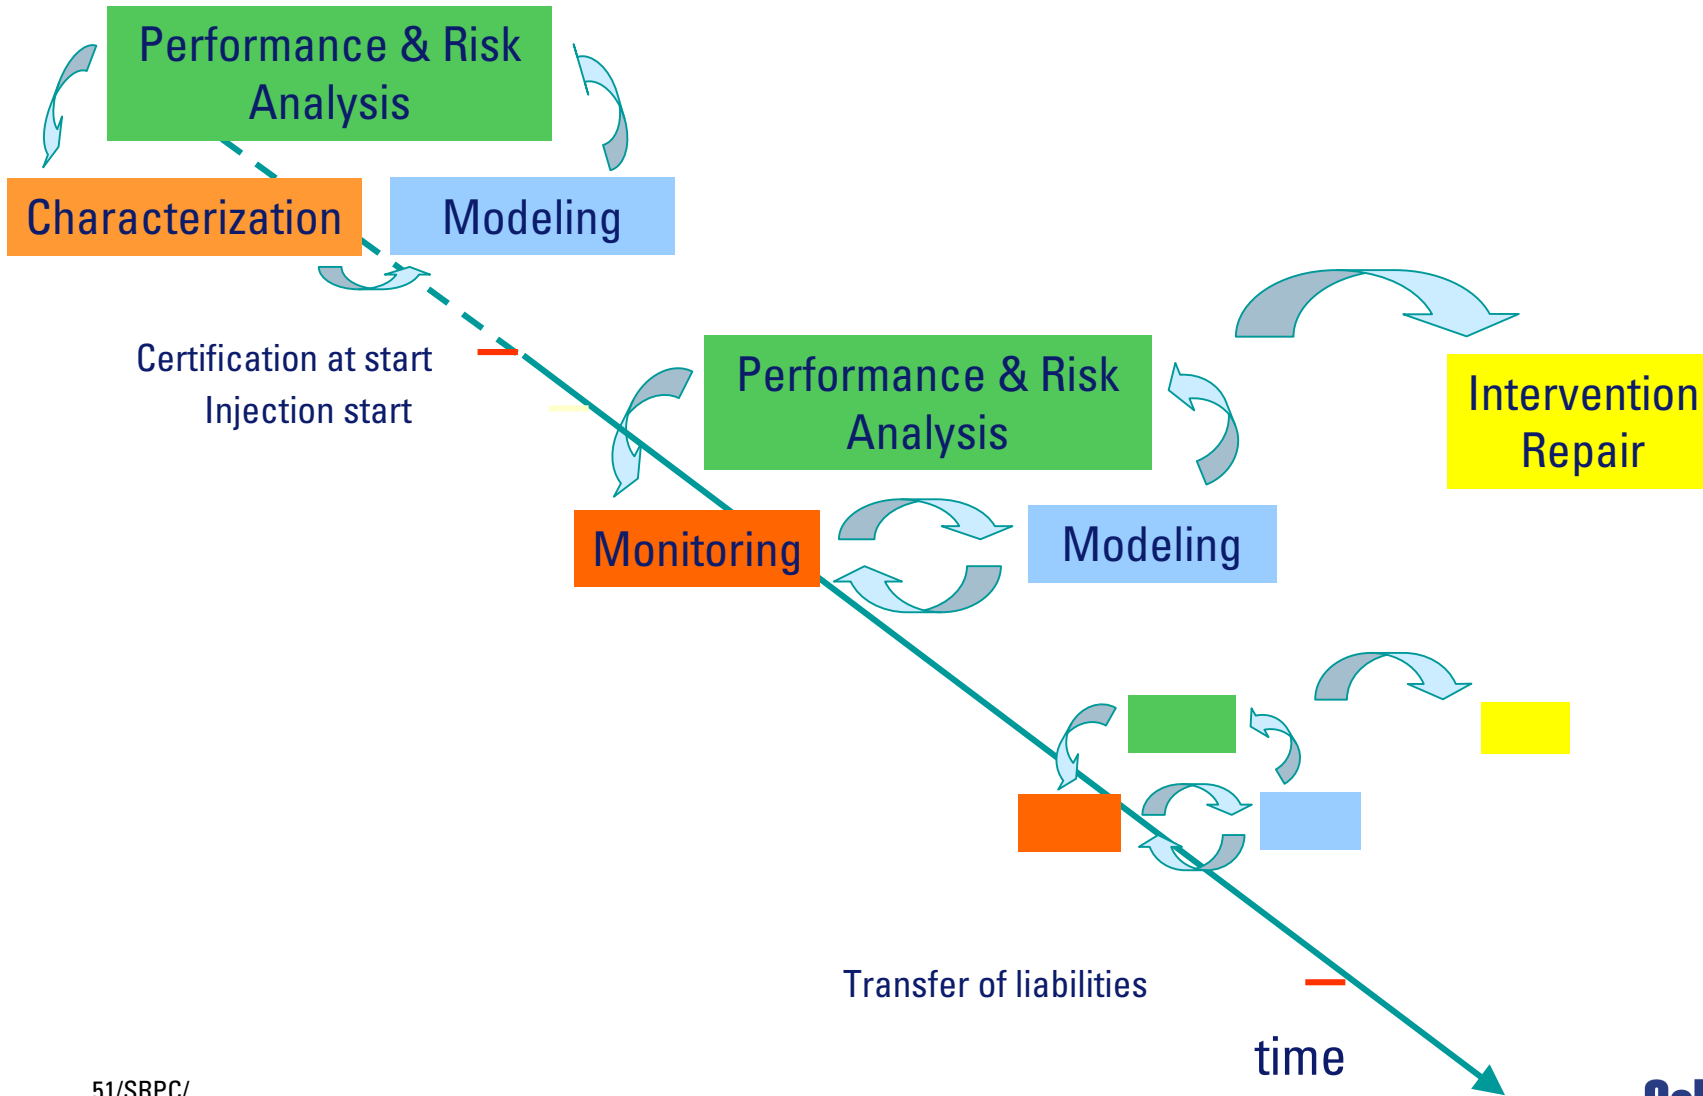 Performance & Risk
Analysis
Characterization
Modeling
Certification at start
Injection start
Performance & Risk
Analysis
Intervention
Repair
Monitoring
Modeling
Transfer of liabilities
time
51/SRPC/